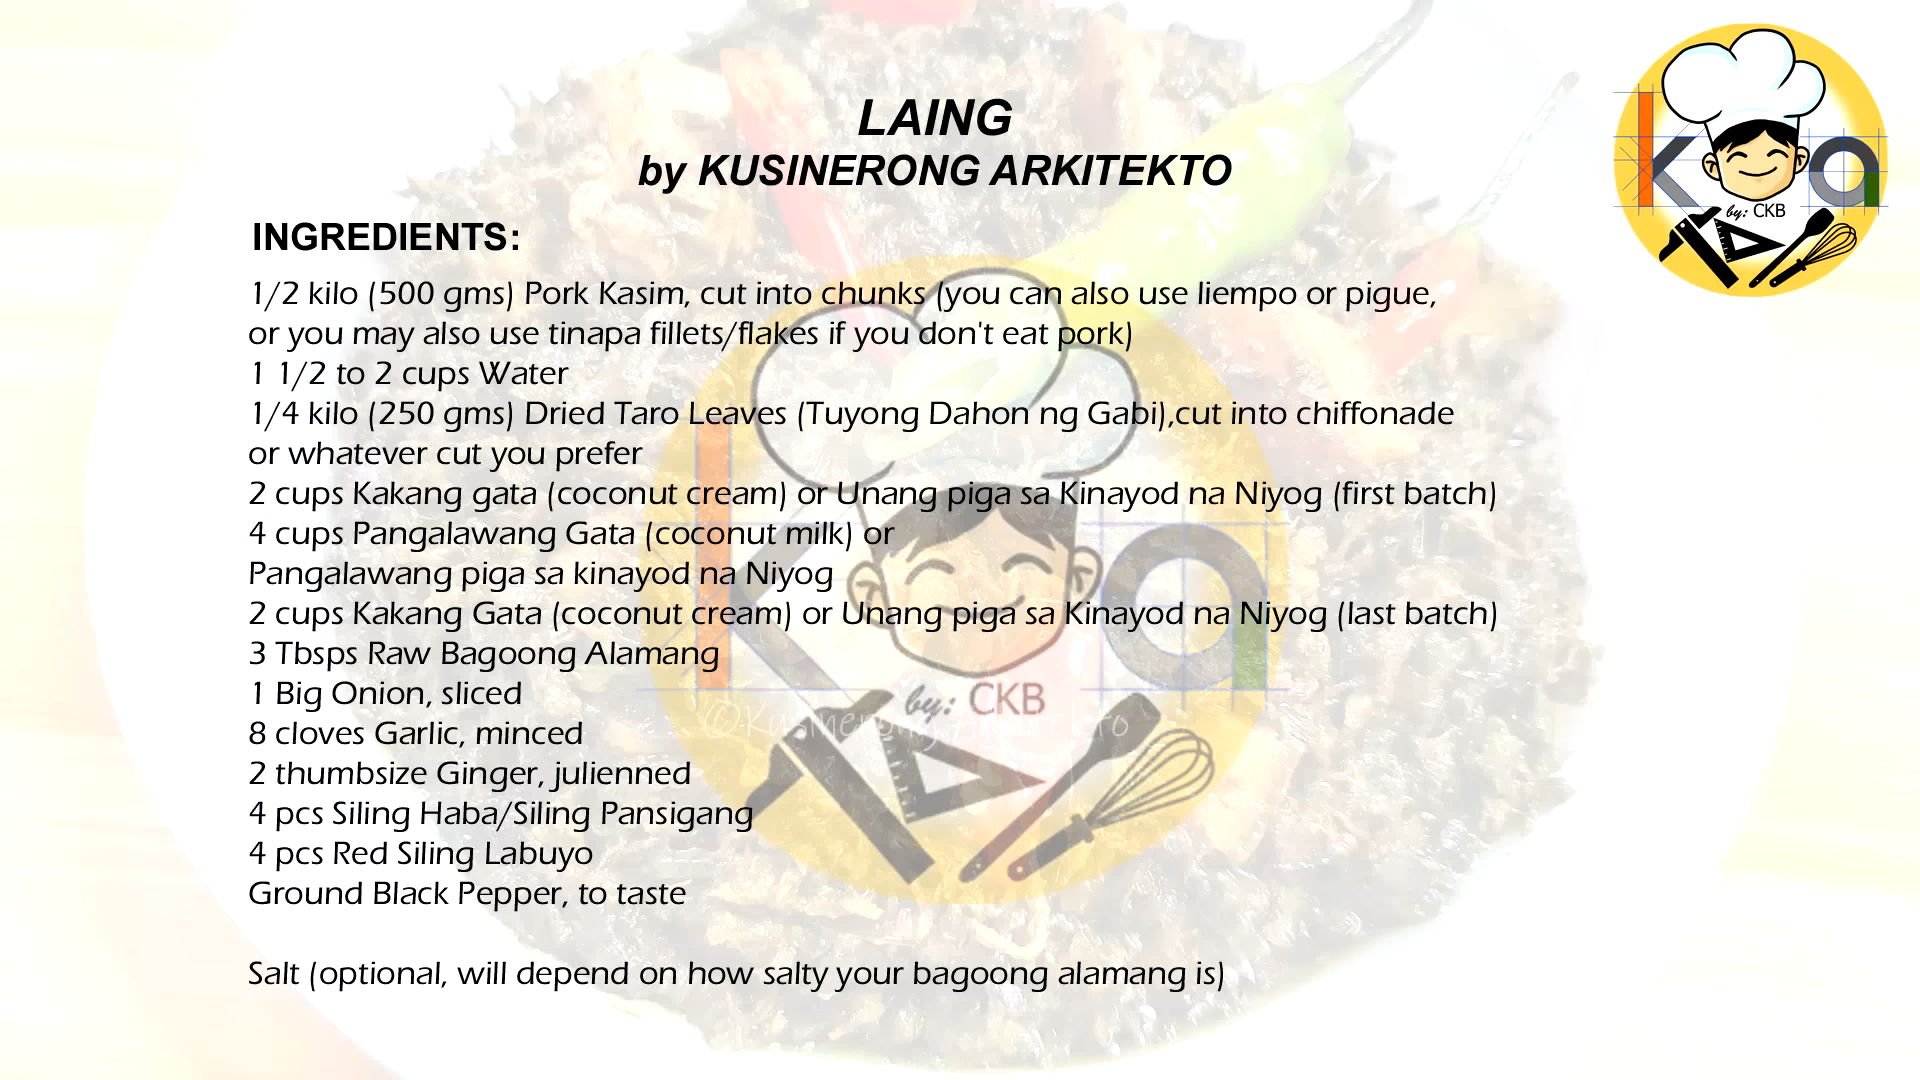 LAING
by KUSINERONG ARKITEKTO
k a
by: CKB
INGREDIENTS:
1/2 kilo (500 gms) Pork Kasim, cut into chunks (you can also use liempo or pigue,
or you may also use tinapa fillets/flakes if you don't eat pork)
1 1/2 to 2 cups Water
1/4 kilo (250 gms) Dried Taro Leaves (Tuyong Dahon ng Gabi),cut into chiffonade
or whatever cut you prefer
2 cups Kakang gata (coconut cream) or Unang piga sa Kinayod na Niyog (first batch)
4 cups Pangalawang Gata (coconut milk) or
Pangalawang piga sa kinayod na Niyog
2 cups Kakang Gata (coconut cream) or Unang piga sa Kinayod na Niyog (last batch)
3 Tbsps Raw Bagoong Alamang
1 Big Onion, sliced
8 cloves Garlic, minced
2 thumbsize Ginger, julienned
4 pcs Siling Haba/Siling Pansigang
4 pcs Red Siling Labuyo
Ground Black Pepper, to taste
Salt (optional, will depend on how salty your bagoong alamang is)
k a
by: CKB
©Kusinerong Arkitekto